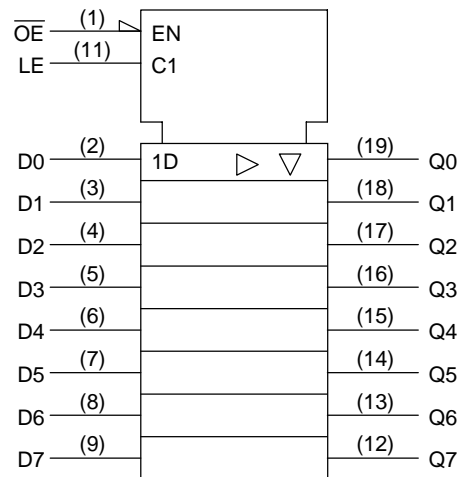 O̅E̅ (1) EN
LE (11) C1
D0 (2) 1D (19) Q0
D1 (3) (18) Q1
D2 (4) (17) Q2
D3 (5) (16) Q3
D4 (6) (15) Q4
D5 (7) (14) Q5
D6 (8) (13) Q6
D7 (9) (12) Q7